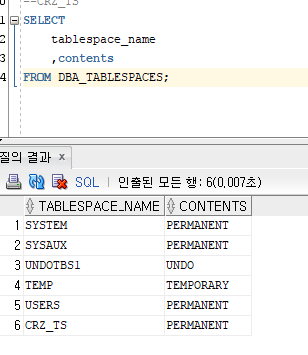 --CRZ_TS
1 SELECT
2 tablespace_name
3 ,contents
4 FROM DBA_TABLESPACES;
질의 결과 x
SQL | 인출된 모든 행: 6(0,007초)
TABLESPACE_NAME CONTENTS
1 SYSTEM PERMANENT
2 SYSAUX PERMANENT
3 UNDOTBS1 UNDO
4 TEMP TEMPORARY
5 USERS PERMANENT
6 CRZ_TS PERMANENT